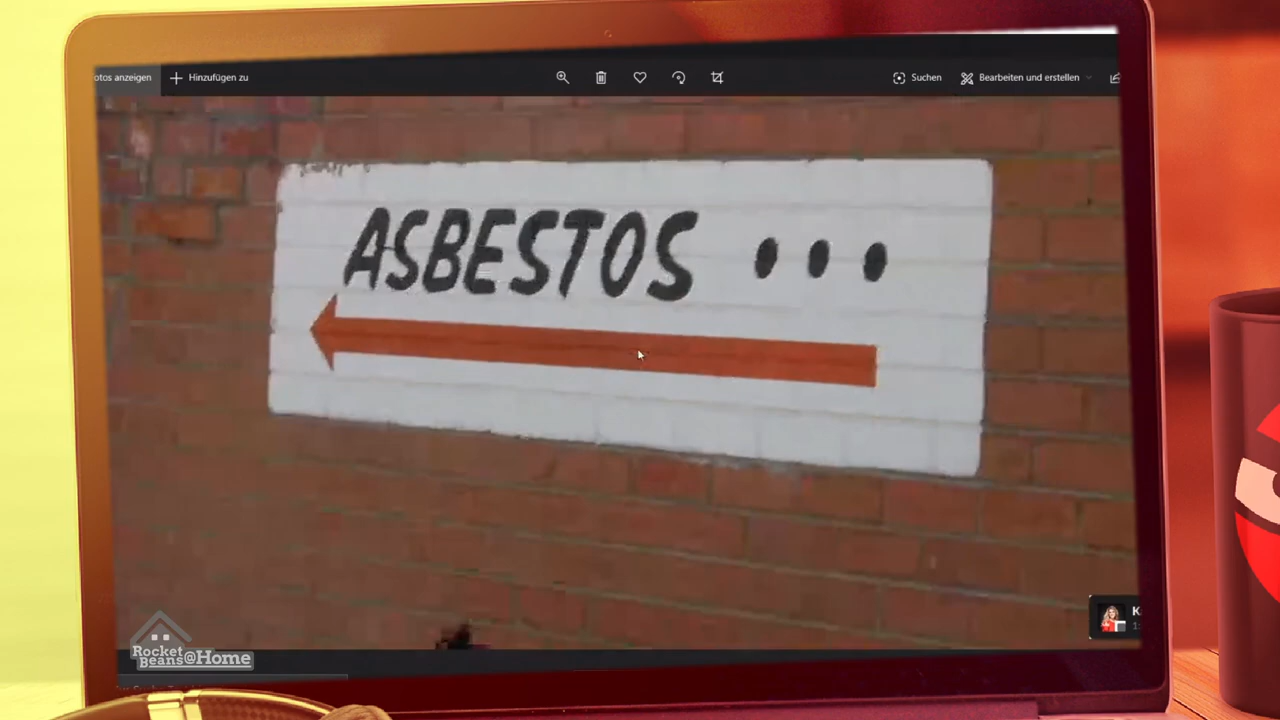 otos anzeigen
Hinzufügen zu
Suchen
Bearbeiten und erstellen
ASBESTOS •••
K
Rocket
Beans@Home